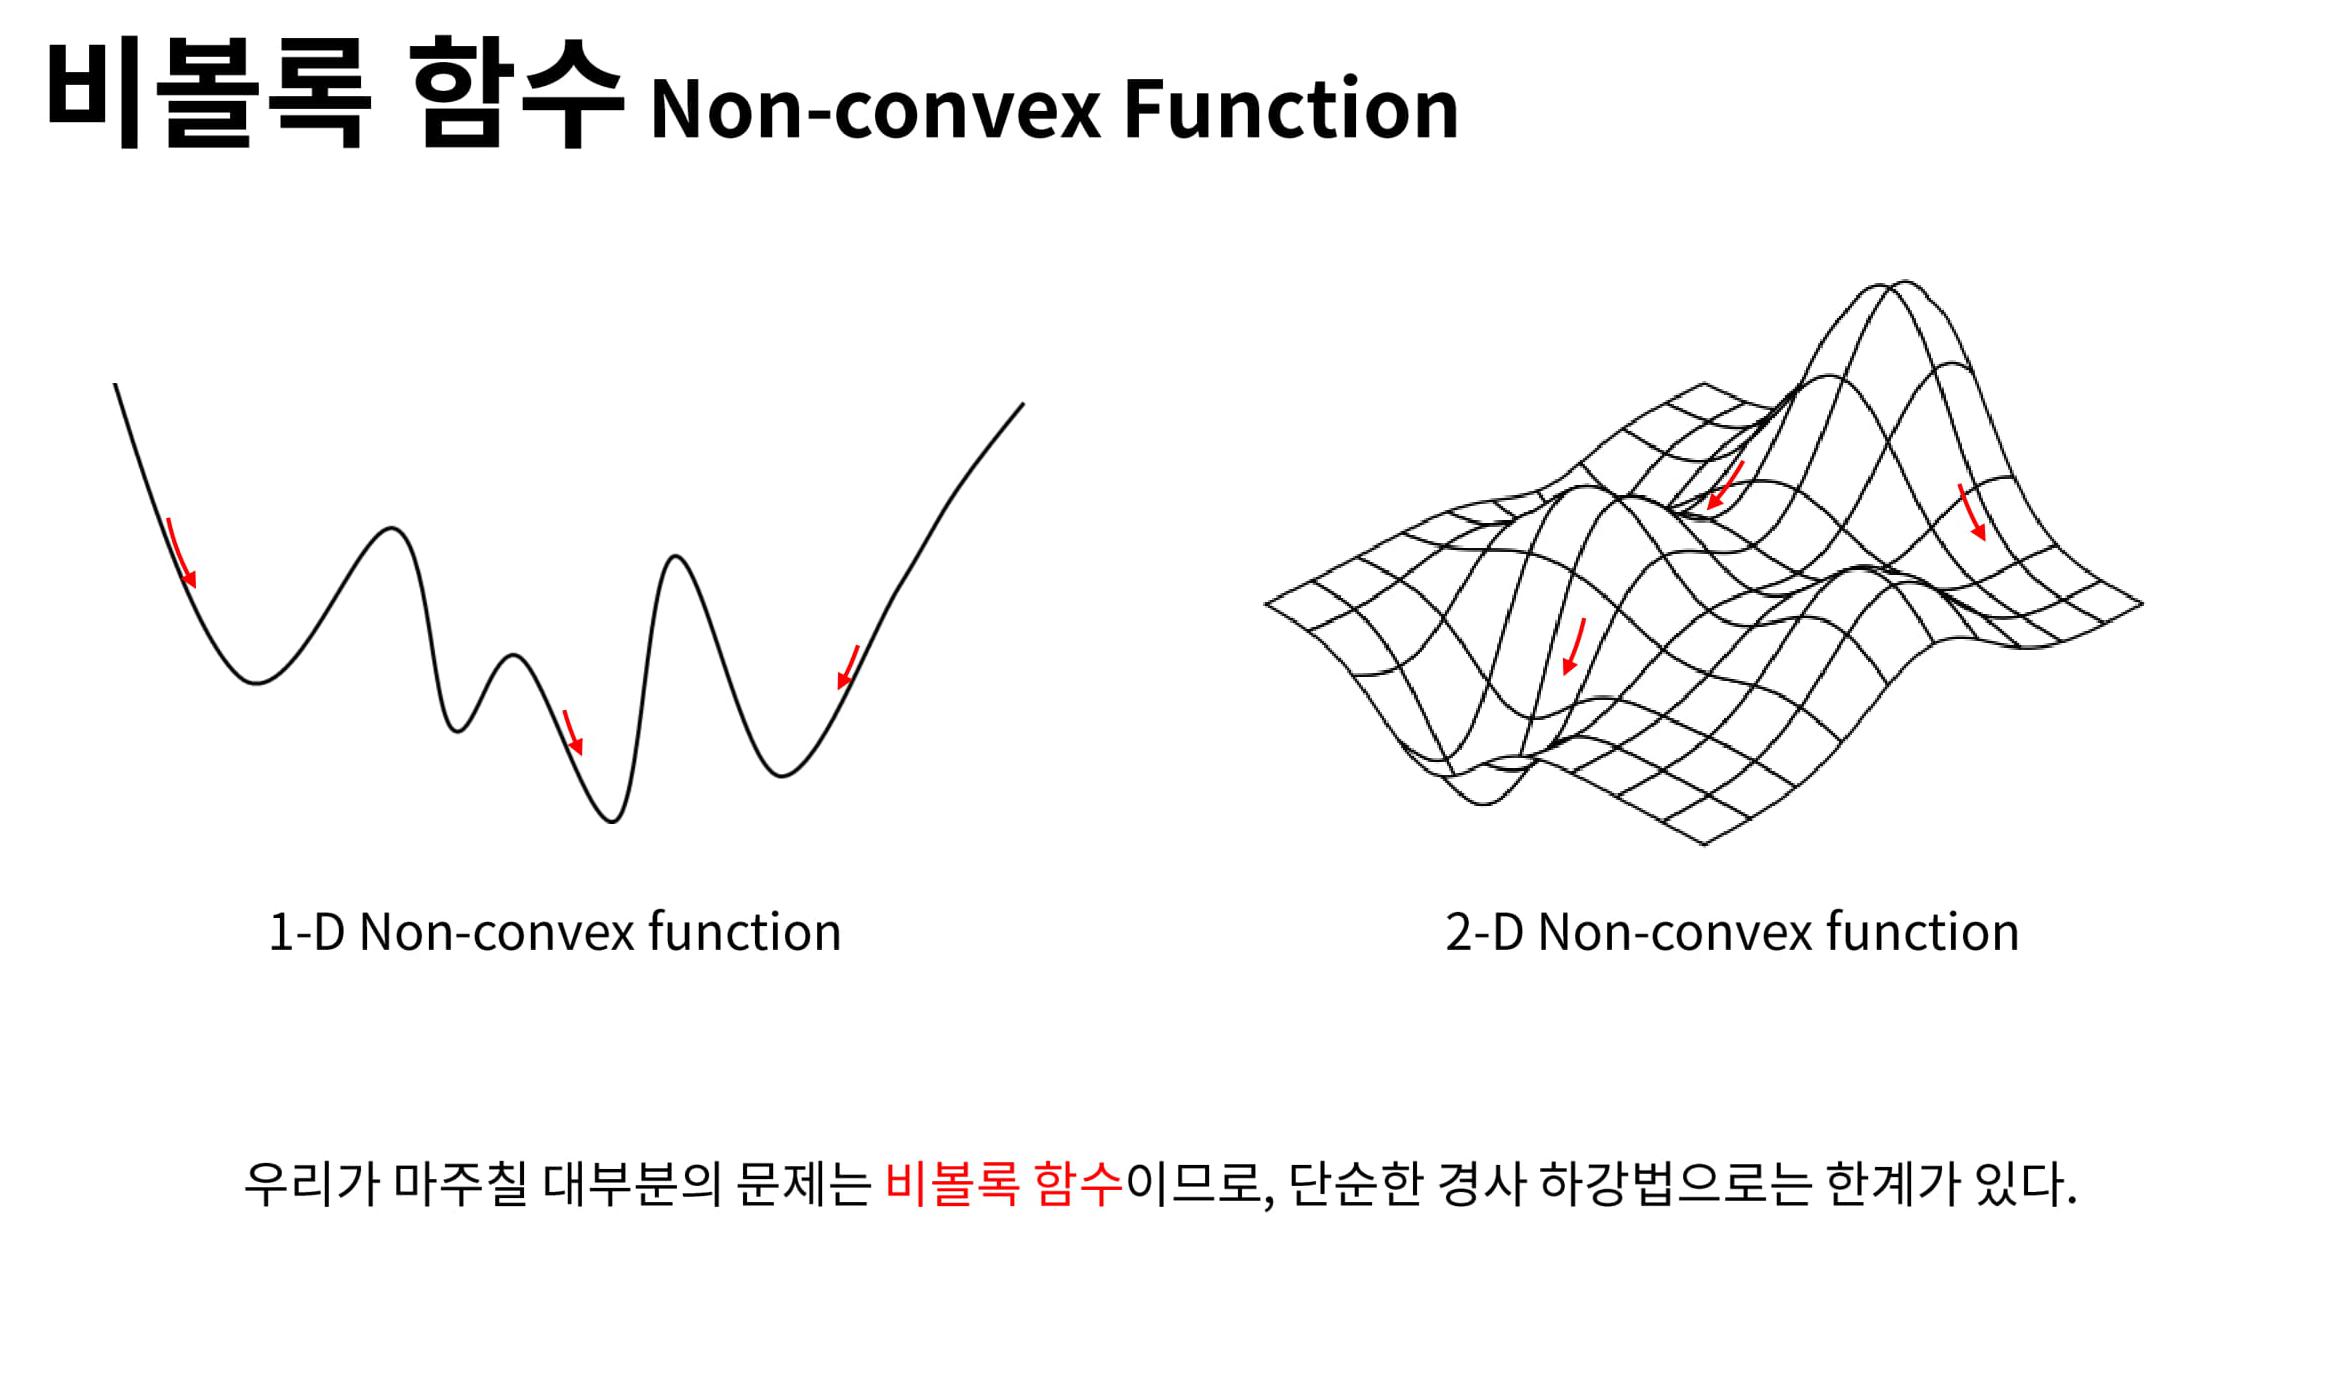 비볼록 함수 Non-convex Function
1-D Non-convex function
2-D Non-convex function
우리가 마주칠 대부분의 문제는 비볼록 함수이므로, 단순한 경사 하강법으로는 한계가 있다.